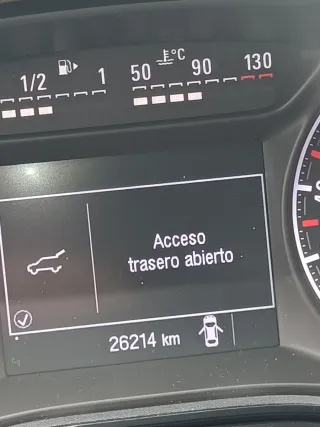 1/2 1 50 °C 90 130
Acceso
trasero abierto
26214 km